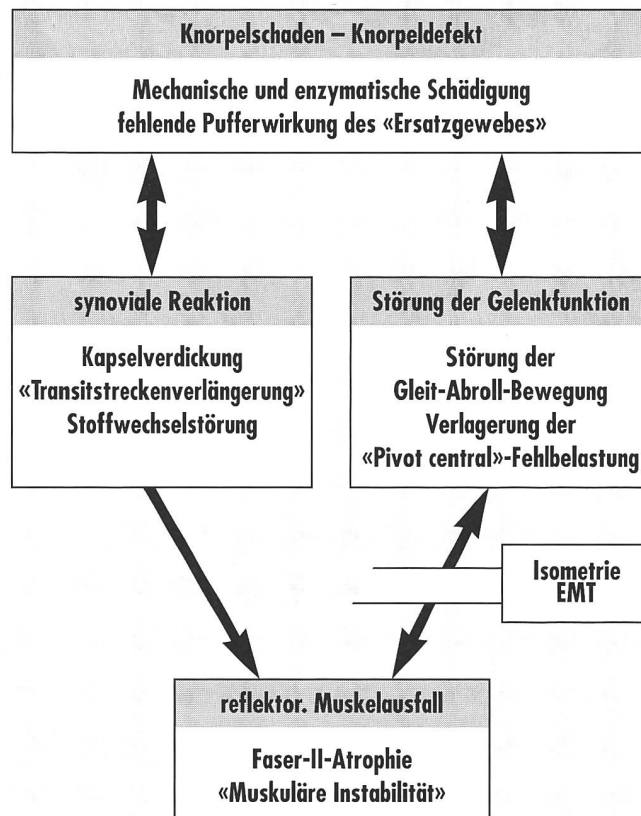 Knorpelschaden – Knorpeldefekt
Mechanische und enzymatische Schädigung
fehlende Pufferwirkung des «Ersatzgewebes»
synoviale Reaktion
Kapselverdickung
«Transitstreckenverlängerung»
Stoffwechselstörung
Störung der Gelenkfunktion
Störung der
Gleit-Abroll-Bewegung
Verlagerung der
«Pivot central»-Fehlbelastung
Isometrie
EMT
reflektor. Muskelausfall
Faser-II-Atrophie
«Muskuläre Instabilität»